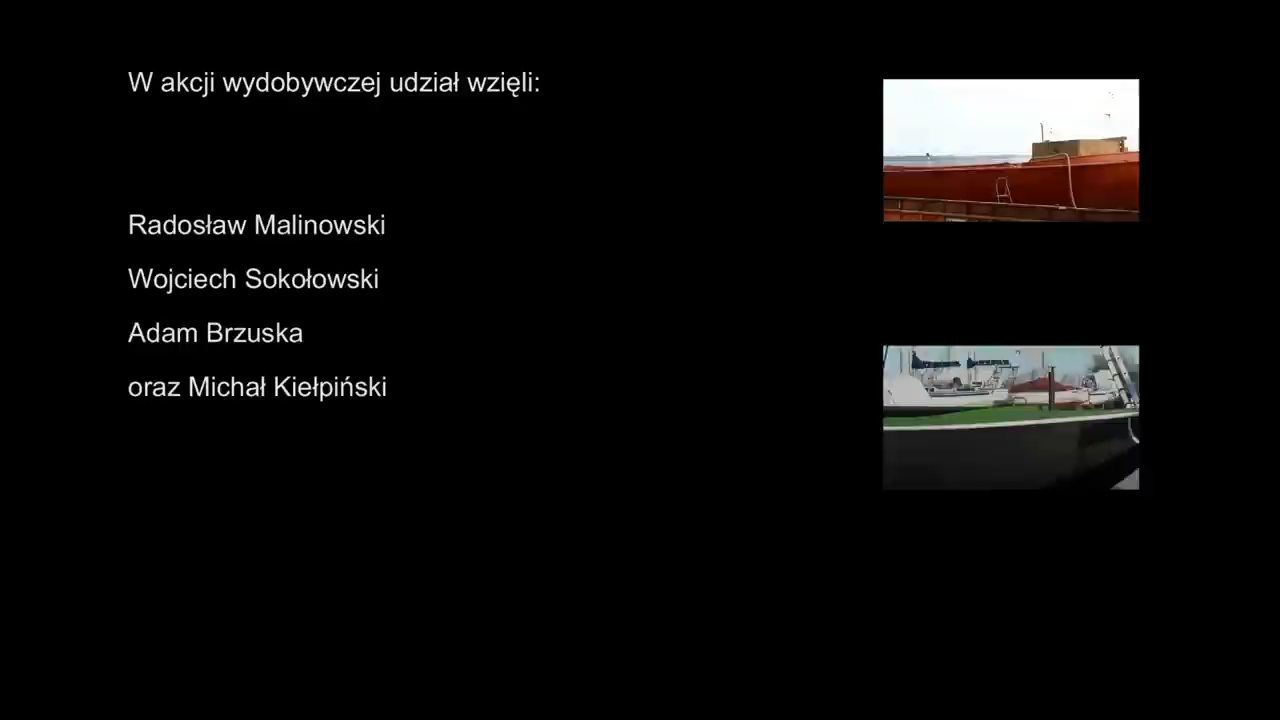 W akcji wydobywczej udział wzięli:
Radosław Malinowski
Wojciech Sokołowski
Adam Brzuska
oraz Michał Kiełpiński